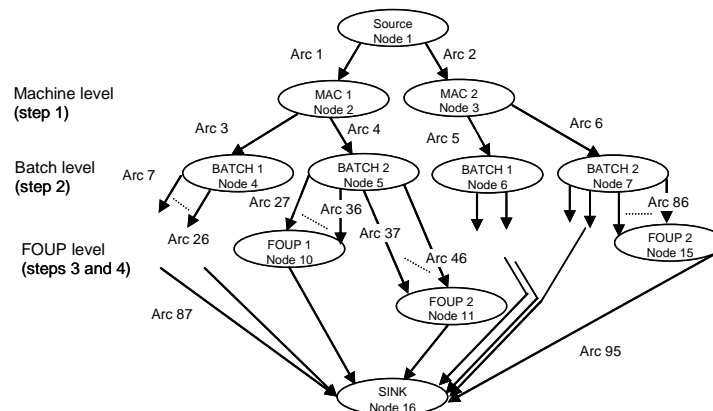 Source
Node 1
Arc 1
Arc 2
Machine level
(step 1)
MAC 1
Node 2
MAC 2
Node 3
Arc 3
Arc 4
Arc 5
Arc 6
Batch level
(step 2)
Arc 7
BATCH 1
Node 4
BATCH 2
Node 5
BATCH 1
Node 6
BATCH 2
Node 7
Arc 27
Arc 36
Arc 86
Arc 26
Arc 37
Arc 46
FOUP level
(steps 3 and 4)
FOUP 1
Node 10
FOUP 2
Node 15
FOUP 2
Node 11
Arc 87
Arc 95
SINK
Node 16